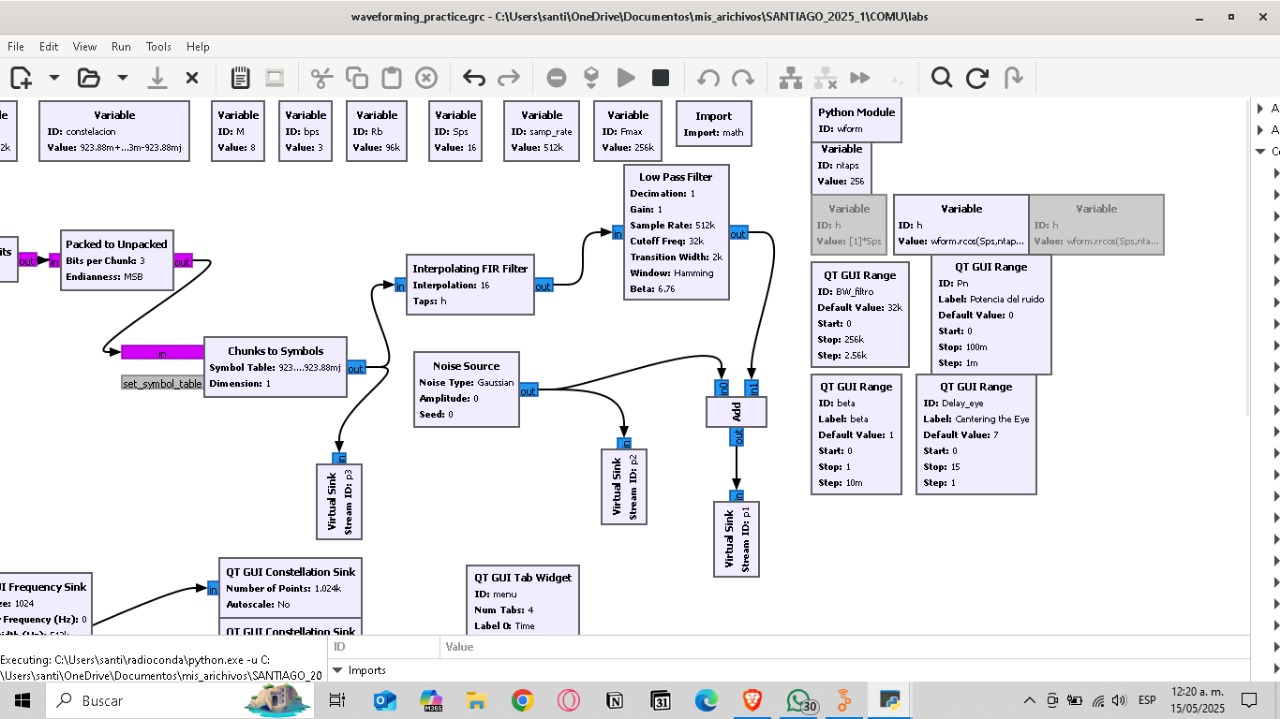 waveforming_practice.grc - C:\Users\santi\OneDrive\Documentos\mis_arichivos\SANTIAGO_2025_1\COMU\labs
File Edit View Run Tools Help
le
2k
Variable
ID: constelacion
Value: 923.88m+...3m-923.88mj
Variable
ID: M
Value: 8
Variable
ID: bps
Value: 3
Variable
ID: Rb
Value: 96k
Variable
ID: Sps
Value: 16
Variable
ID: samp_rate
Value: 512k
Variable
ID: Fmax
Value: 256k
Import
Import: math
Python Module
ID: wform
Variable
ID: ntaps
Value: 256
Variable
ID: h
Value: [1]*Sps
Variable
ID: h
Value: wform.rcos(Sps,ntap...
Variable
ID: h
Value: wform.rrcos(Sps,nta...
Low Pass Filter
Decimation: 1
Gain: 1
Sample Rate: 512k
Cutoff Freq: 32k
Transition Width: 2k
Window: Hamming
Beta: 6.76
in
out
its
out
in
Packed to Unpacked
Bits per Chunk: 3
Endianness: MSB
out
in
Interpolating FIR Filter
Interpolation: 16
Taps: h
out
QT GUI Range
ID: BW_filtro
Default Value: 32k
Start: 0
Stop: 256k
Step: 2.56k
QT GUI Range
ID: Pn
Label: Potencia del ruido
Default Value: 0
Start: 0
Stop: 100m
Step: 1m
in
set_symbol_table
Chunks to Symbols
Symbol Table: 923....923.88mj
Dimension: 1
out
Noise Source
Noise Type: Gaussian
Amplitude: 0
Seed: 0
out
in0
in1
Add
out
QT GUI Range
ID: beta
Label: beta
Default Value: 1
Start: 0
Stop: 1
Step: 10m
QT GUI Range
ID: Delay_eye
Label: Centering the Eye
Default Value: 7
Start: 0
Stop: 15
Step: 1
in
Virtual Sink
Stream ID: p3
in
Virtual Sink
Stream ID: p2
in
Virtual Sink
Stream ID: p1
I Frequency Sink
ze: 1024
r Frequency (Hz): 0
in
QT GUI Constellation Sink
Number of Points: 1.024k
Autoscale: No
QT GUI Constellation Sink
QT GUI Tab Widget
ID: menu
Num Tabs: 4
Label 0: Time
A
A
Co
ID Value
Imports
Executing: C:\Users\santi\radioconda\python.exe -u C:
\Users\santi\OneDrive\Documentos\mis_arichivos\SANTIAGO_20
Buscar
M365
31
30
ESP
12:20 a. m.
15/05/2025